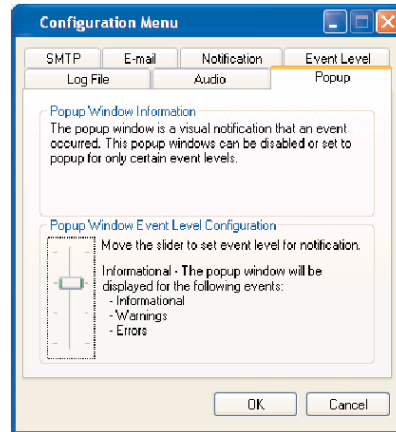 Configuration Menu
SMTP
E-mail
Notification
Event Level
Log File
Audio
Popup
Popup Window Information
The popup window is a visual notification that an event
occurred. This popup windows can be disabled or set to
popup for only certain event levels.
Popup Window Event Level Configuration
Move the slider to set event level for notification.
Informational - The popup window will be
displayed for the following events:
- Informational
- Warnings
- Errors
OK
Cancel